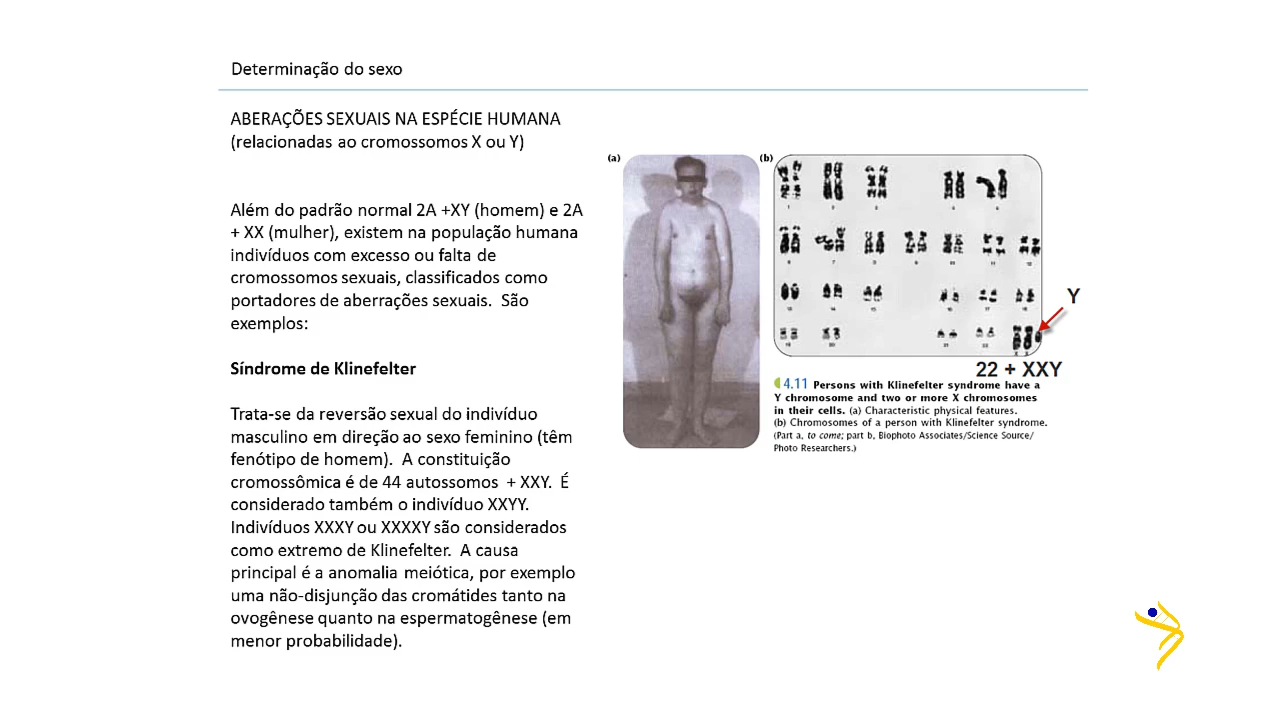 Determinação do sexo
ABERAÇÕES SEXUAIS NA ESPÉCIE HUMANA
(relacionadas ao cromossomos X ou Y)
Além do padrão normal 2A +XY (homem) e 2A
+ XX (mulher), existem na população humana
indivíduos com excesso ou falta de
cromossomos sexuais, classificados como
portadores de aberrações sexuais.  São
exemplos:
Síndrome de Klinefelter
Trata-se da reversão sexual do indivíduo
masculino em direção ao sexo feminino (têm
fenótipo de homem).  A constituição
cromossômica é de 44 autossomos  + XXY.  É
considerado também o indivíduo XXYY.
Indivíduos XXXY ou XXXXY são considerados
como extremo de Klinefelter.  A causa
principal é a anomalia meiótica, por exemplo
uma não-disjunção das cromátides tanto na
ovogênese quanto na espermatogênese (em
menor probabilidade).
(a)
(b)
Y
22 + XXY
4.11 Persons with Klinefelter syndrome have a
Y chromosome and two or more X chromosomes
in their cells. (a) Characteristic physical features.
(b) Chromosomes of a person with Klinefelter syndrome.
(Part a, to come; part b, Biophoto Associates/Science Source/
Photo Researchers.)